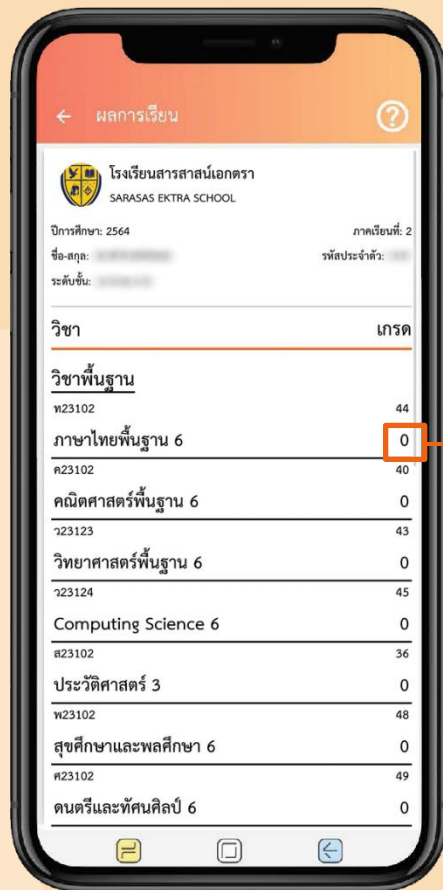 ผลการเรียน
โรงเรียนสารสาสน์เอกตรา
SARASAS EKTRA SCHOOL
ปีการศึกษา: 2564 ภาคเรียนที่: 2
ชื่อ-สกุล: รหัสประจำตัว:
ระดับชั้น:
วิชา เกรด
วิชาพื้นฐาน
ท23102 44
ภาษาไทยพื้นฐาน 6 0
ค23102 40
คณิตศาสตร์พื้นฐาน 6 0
ว23123 43
วิทยาศาสตร์พื้นฐาน 6 0
ว23124 45
Computing Science 6 0
ส23102 36
ประวัติศาสตร์ 3 0
พ23102 48
สุขศึกษาและพลศึกษา 6 0
ศ23102 49
ดนตรีและทัศนศิลป์ 6 0